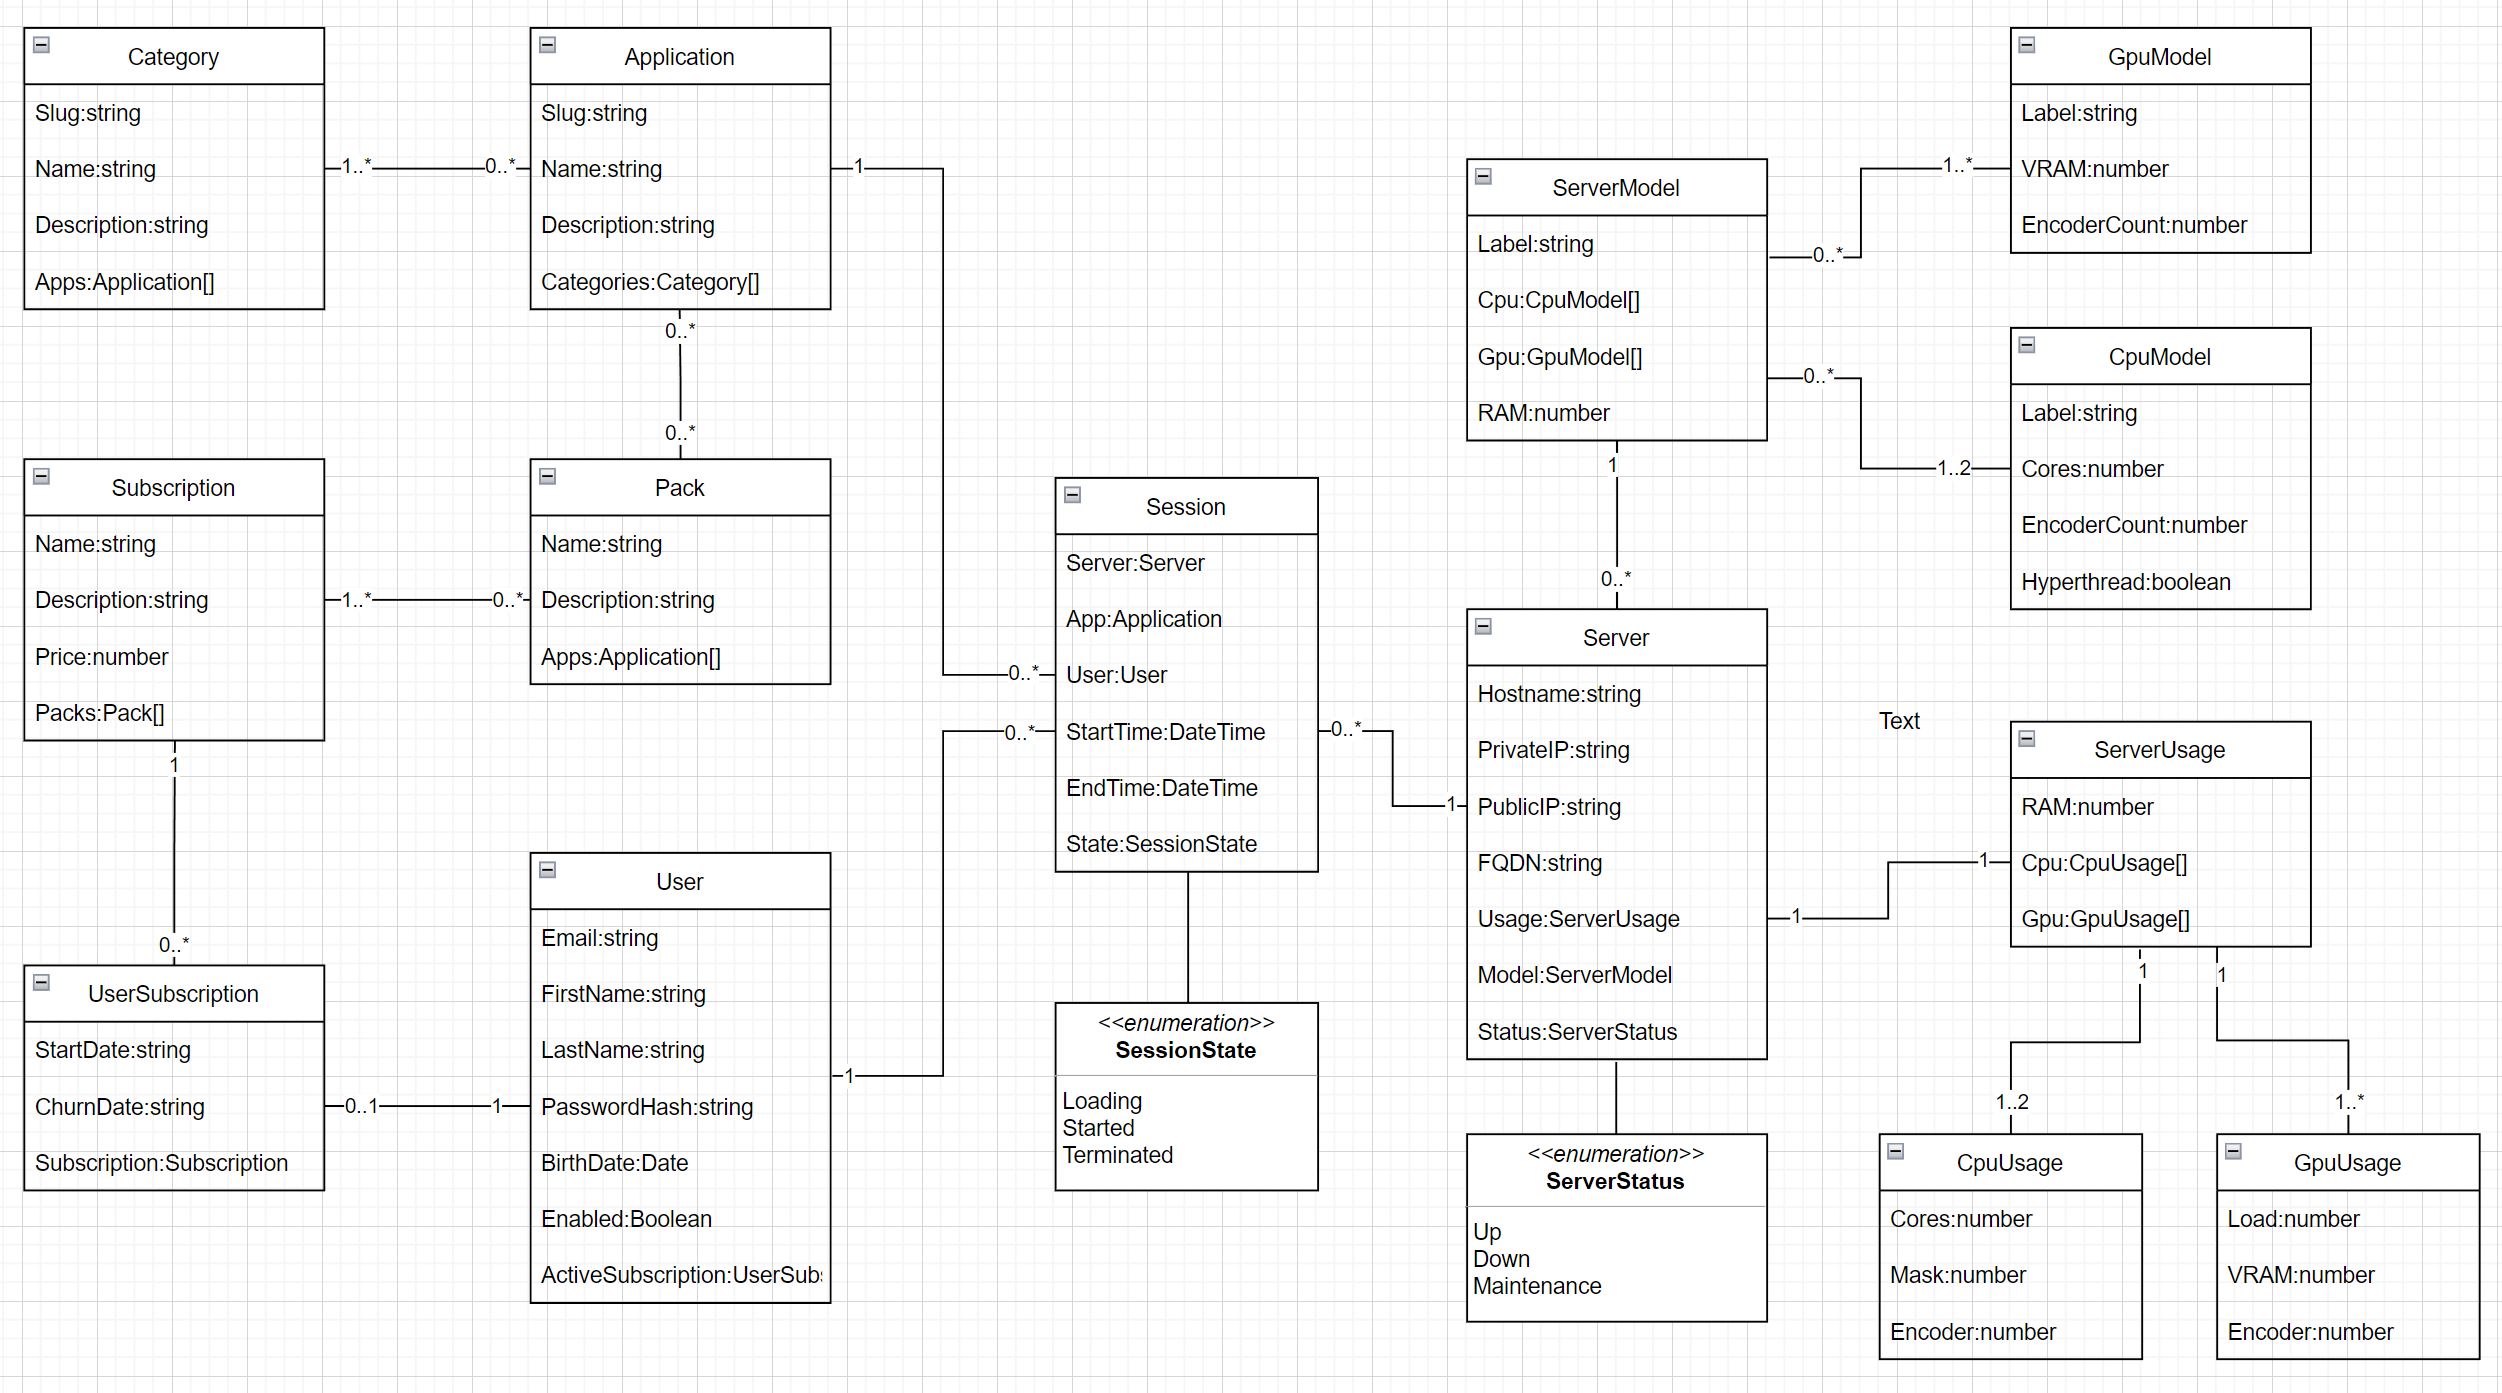 Category
Slug:string
Name:string
Description:string
Apps:Application[]
1..*
0..*
Application
Slug:string
Name:string
Description:string
Categories:Category[]
1
0..*
0..*
Subscription
Name:string
Description:string
Price:number
Packs:Pack[]
1..*
0..*
Pack
Name:string
Description:string
Apps:Application[]
1
0..*
UserSubscription
StartDate:string
ChurnDate:string
Subscription:Subscription
0..1
1
User
Email:string
FirstName:string
LastName:string
PasswordHash:string
BirthDate:Date
Enabled:Boolean
ActiveSubscription:UserSubs
1
0..*
0..*
Session
Server:Server
App:Application
User:User
StartTime:DateTime
EndTime:DateTime
State:SessionState
0..*
1
<<enumeration>>
SessionState
Loading
Started
Terminated
ServerModel
Label:string
Cpu:CpuModel[]
Gpu:GpuModel[]
RAM:number
0..*
1..*
0..*
1..2
1
0..*
GpuModel
Label:string
VRAM:number
EncoderCount:number
CpuModel
Label:string
Cores:number
EncoderCount:number
Hyperthread:boolean
Server
Hostname:string
PrivateIP:string
PublicIP:string
FQDN:string
Usage:ServerUsage
Model:ServerModel
Status:ServerStatus
1
1
<<enumeration>>
ServerStatus
Up
Down
Maintenance
Text
ServerUsage
RAM:number
Cpu:CpuUsage[]
Gpu:GpuUsage[]
1
1
1..2
1..*
CpuUsage
Cores:number
Mask:number
Encoder:number
GpuUsage
Load:number
VRAM:number
Encoder:number